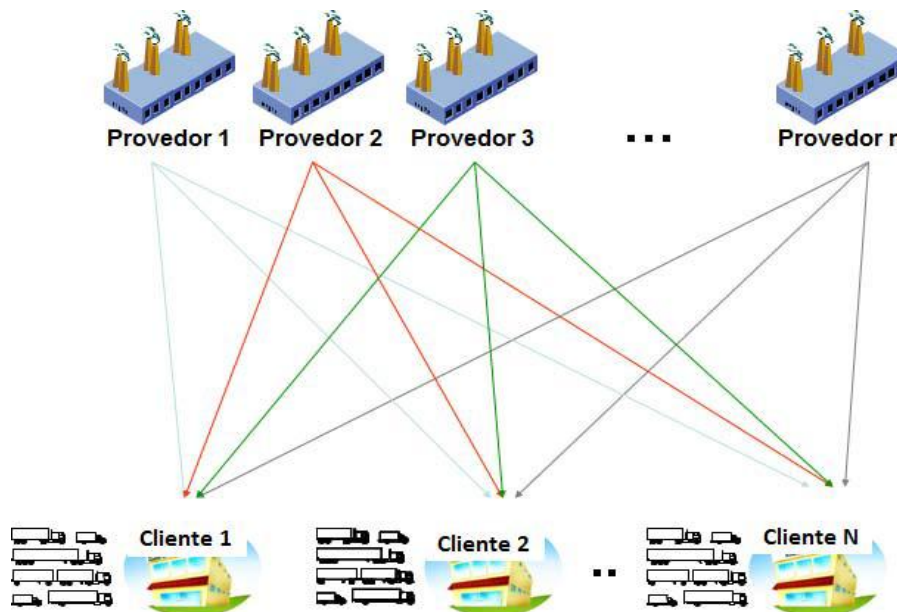 Provedor 1
Provedor 2
Provedor 3
...
Provedor n
Cliente 1
Cliente 2
..
Cliente N